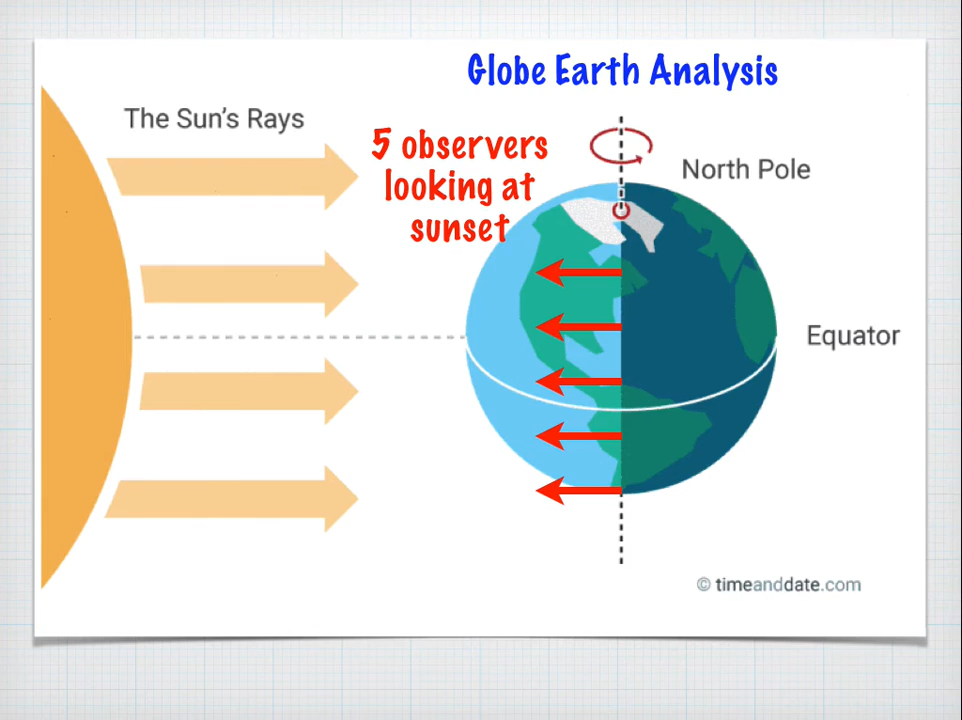 Globe Earth Analysis
The Sun's Rays
5 observers
looking at
sunset
North Pole
Equator
© timeanddate.com